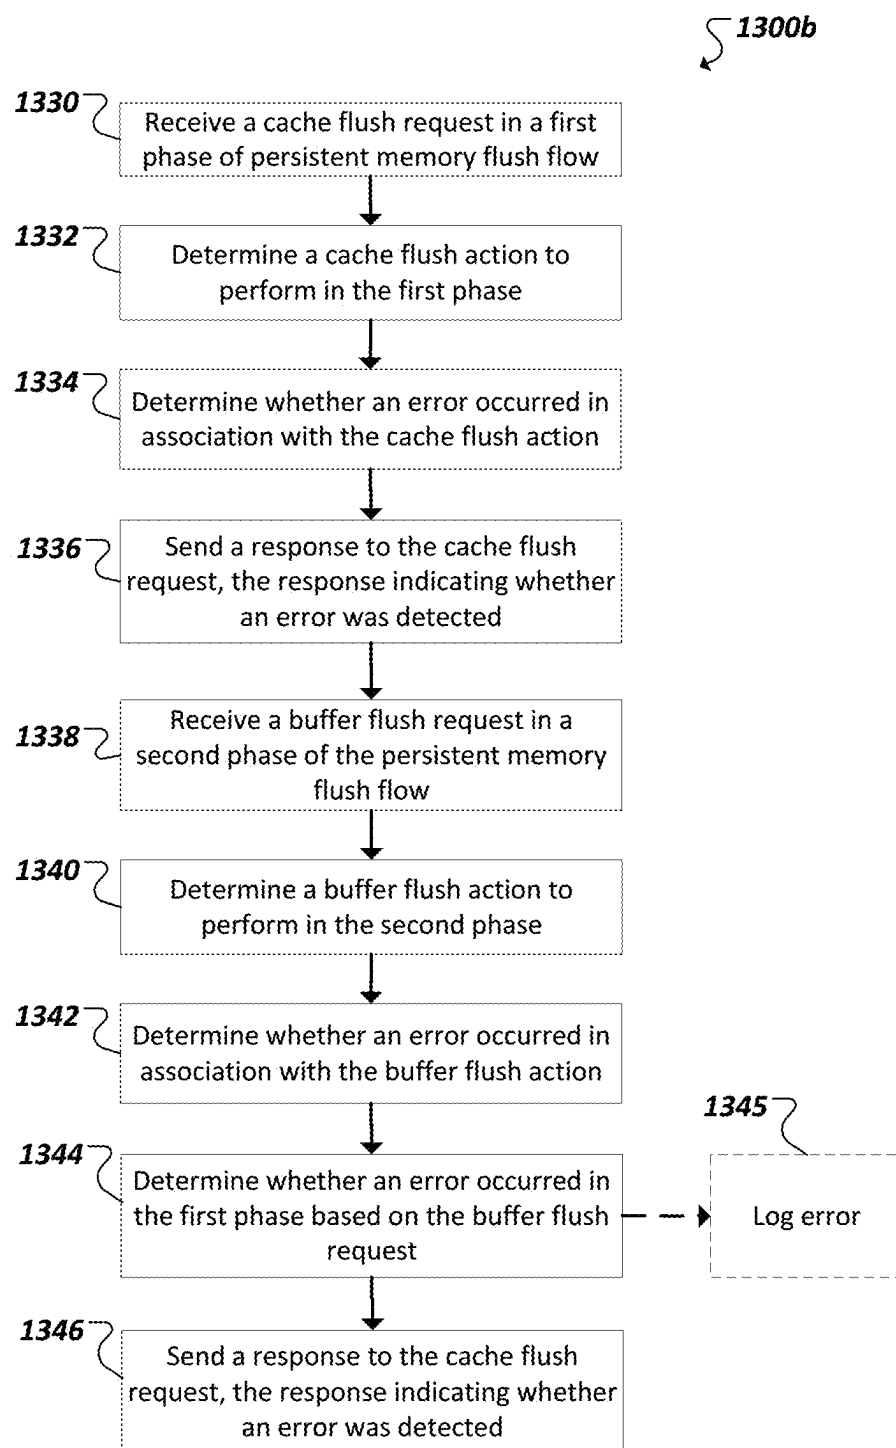 1300b
1330
Receive a cache flush request in a first
phase of persistent memory flush flow
1332
Determine a cache flush action to
perform in the first phase
1334
Determine whether an error occurred in
association with the cache flush action
1336
Send a response to the cache flush
request, the response indicating whether
an error was detected
1338
Receive a buffer flush request in a
second phase of the persistent memory
flush flow
1340
Determine a buffer flush action to
perform in the second phase
1342
Determine whether an error occurred in
association with the buffer flush action
1344
Determine whether an error occurred in
the first phase based on the buffer flush
request
1345
Log error
1346
Send a response to the cache flush
request, the response indicating whether
an error was detected